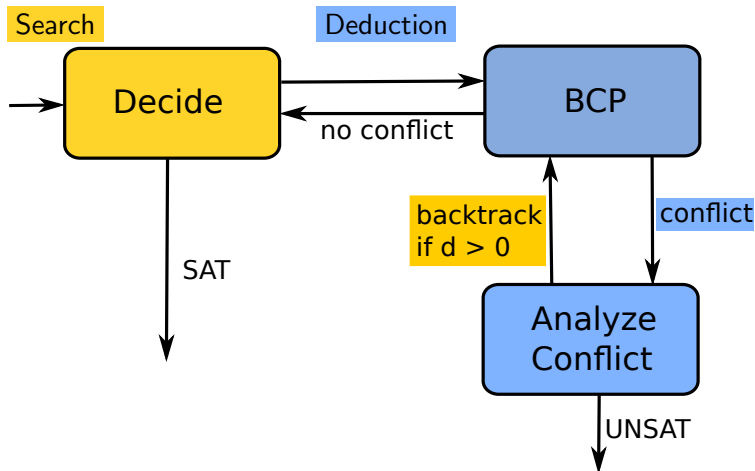 Search
Deduction
Decide
BCP
no conflict
backtrack
if d > 0
conflict
SAT
Analyze
Conflict
UNSAT